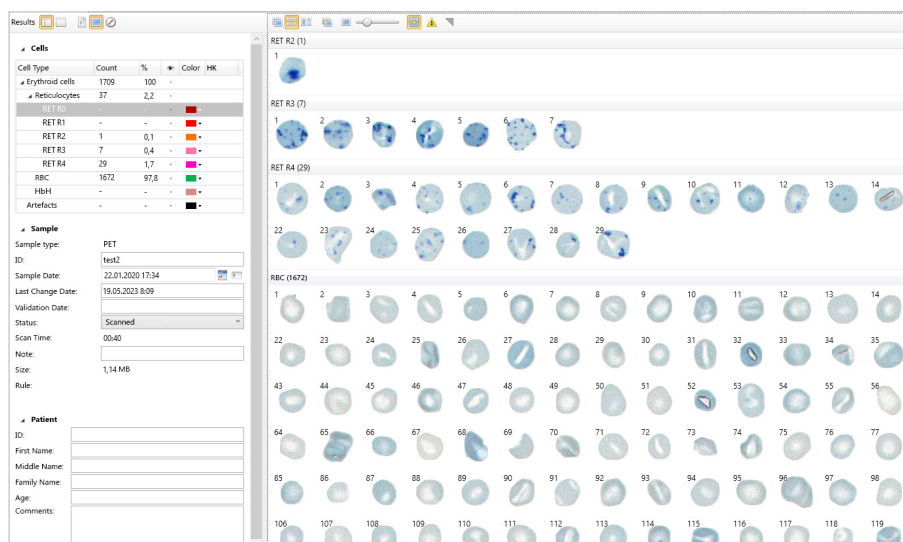 Results
Cells
Cell Type Count % Color HK
Erythroid cells 1709 100 -
Reticulocytes 37 2,2 -
RET R0 - - -
RET R1 - - -
RET R2 1 0,1 -
RET R3 7 0,4 -
RET R4 29 1,7 -
RBC 1672 97,8 -
HbH - - -
Artefacts - - -
Sample
Sample type: PET
ID: test2
Sample Date: 22.01.2020 17:34
Last Change Date: 19.05.2023 8:09
Validation Date:
Status: Scanned
Scan Time: 00:40
Note:
Size: 1,14 MB
Rule:
Patient
ID:
First Name:
Middle Name:
Family Name:
Age:
Comments:
RET R2 (1)
1
RET R3 (7)
1 2 3 4 5 6 7
RET R4 (29)
1 2 3 4 5 6 7 8 9 10 11 12 13 14
22 23 24 25 26 27 28 29
RBC (1672)
1 2 3 4 5 6 7 8 9 10 11 12 13 14
22 23 24 25 26 27 28 29 30 31 32 33 34 35
43 44 45 46 47 48 49 50 51 52 53 54 55 56
64 65 66 67 68 69 70 71 72 73 74 75 76 77
85 86 87 88 89 90 91 92 93 94 95 96 97 98
106 107 108 109 110 111 112 113 114 115 116 117 118 119